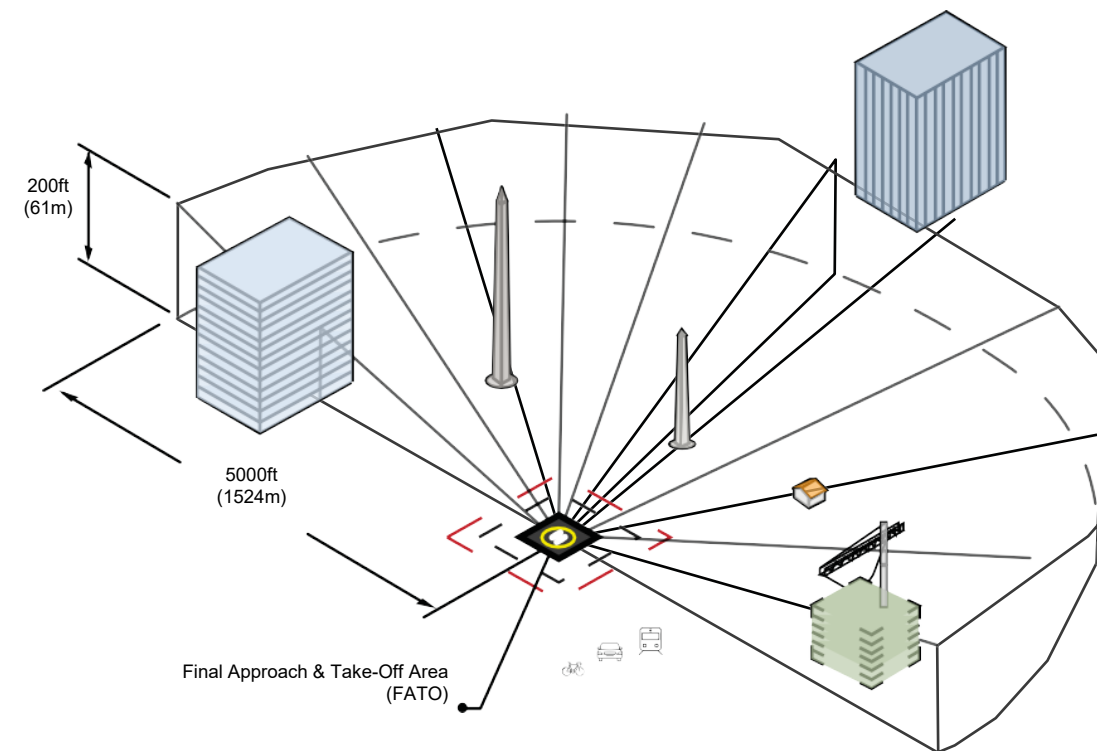 200ft
(61m)
5000ft
(1524m)
Final Approach & Take-Off Area
(FATO)